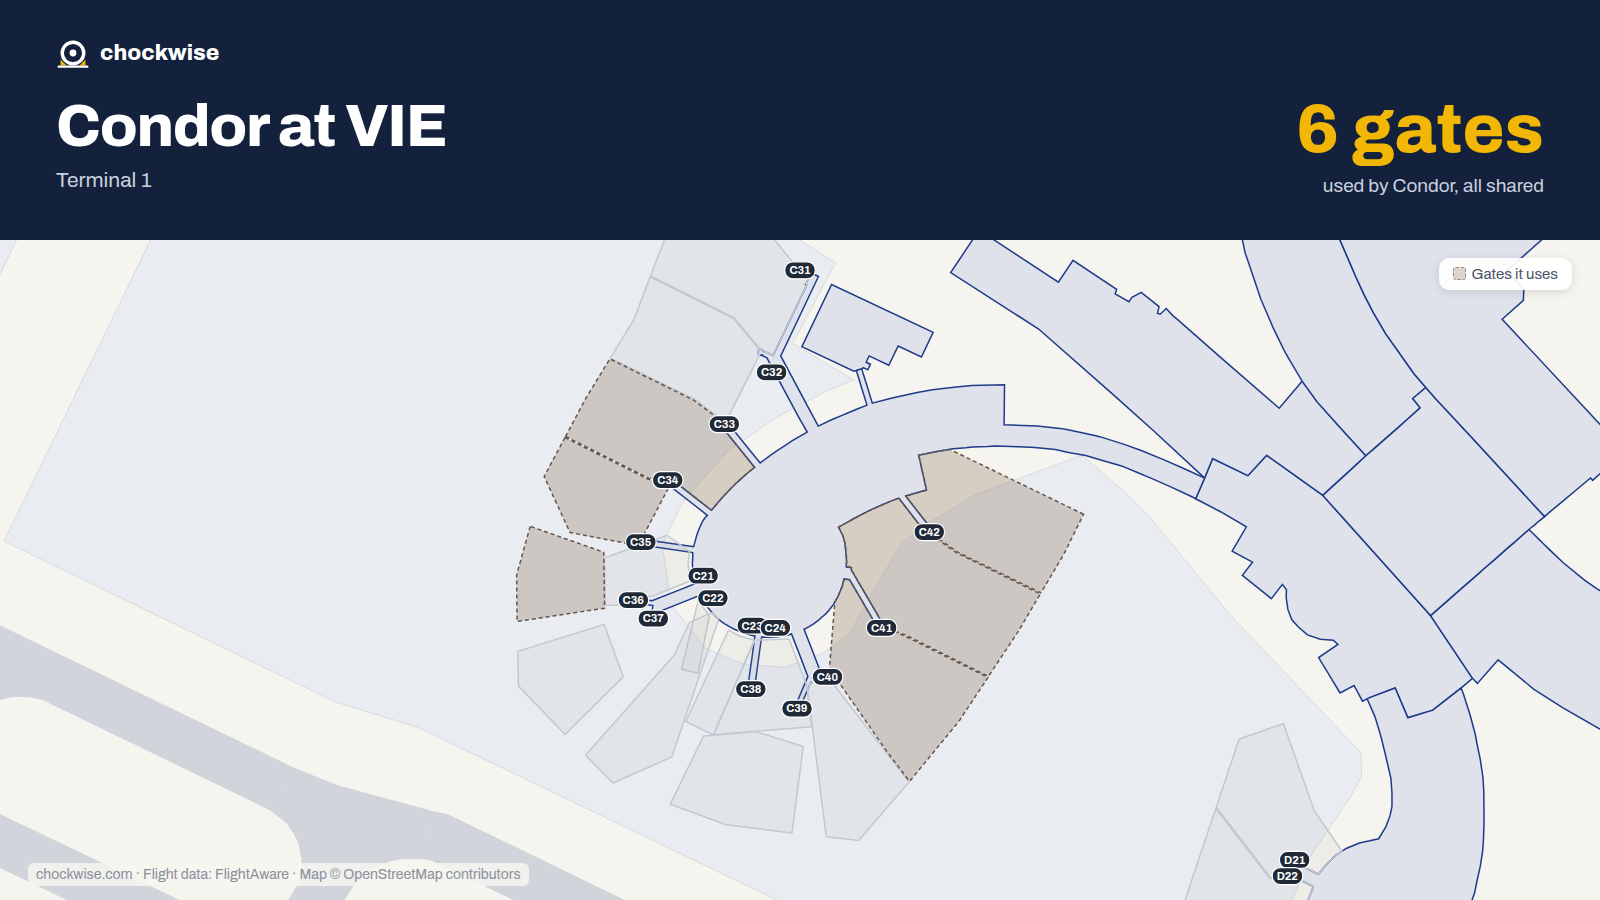 chockwise
Condor at VIE
Terminal 1
6 gates
used by Condor, all shared
Gates it uses
C31
C32
C33
C34
C35
C42
C21
C22
C36
C37
C23
C24
C41
C40
C38
C39
D21
D22
chockwise.com · Flight data: FlightAware · Map © OpenStreetMap contributors